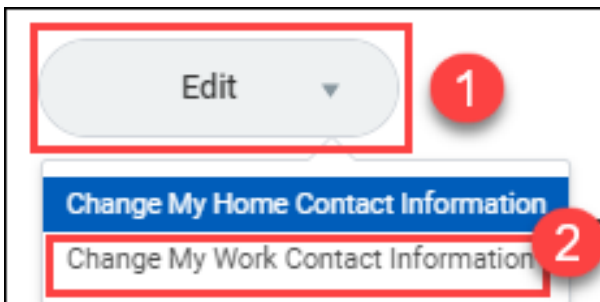 Edit
1
Change My Home Contact Information
Change My Work Contact Information
2